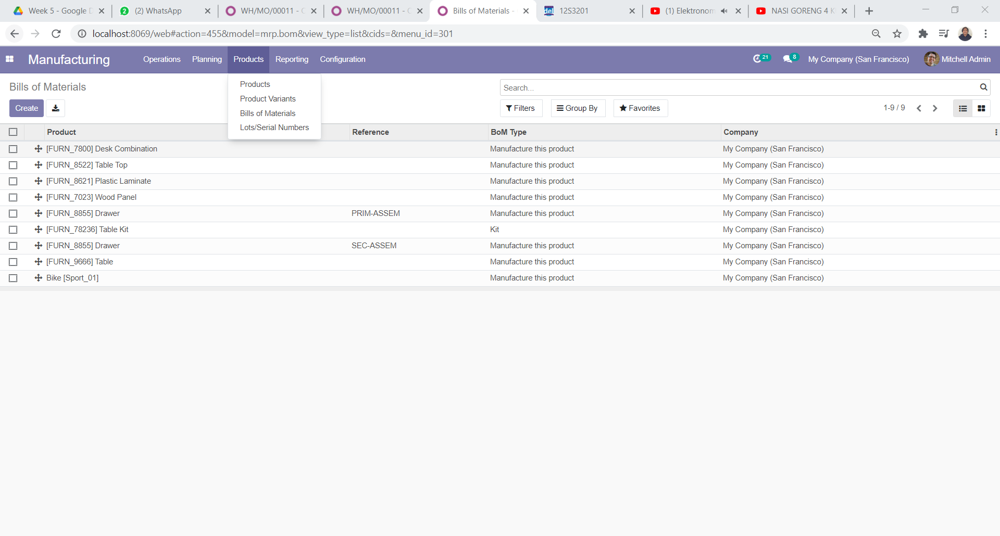 Week 5 - Google D
2 (2) WhatsApp
WH/MO/00011 - C
WH/MO/00011 - C
Bills of Materials -
del 12S3201
(1) Elektronom
NASI GORENG 4 K
localhost:8069/web#action=455&model=mrp.bom&view_type=list&cids=&menu_id=301
Manufacturing Operations Planning Products Reporting Configuration 21 8 My Company (San Francisco) Mitchell Admin
Products
Product Variants
Bills of Materials
Lots/Serial Numbers
Bills of Materials
Search...
Create
Filters Group By Favorites 1-9 / 9
Product Reference BoM Type Company
[FURN_7800] Desk Combination Manufacture this product My Company (San Francisco)
[FURN_8522] Table Top Manufacture this product My Company (San Francisco)
[FURN_8621] Plastic Laminate Manufacture this product My Company (San Francisco)
[FURN_7023] Wood Panel Manufacture this product My Company (San Francisco)
[FURN_8855] Drawer PRIM-ASSEM Manufacture this product My Company (San Francisco)
[FURN_78236] Table Kit Kit My Company (San Francisco)
[FURN_8855] Drawer SEC-ASSEM Manufacture this product My Company (San Francisco)
[FURN_9666] Table Manufacture this product My Company (San Francisco)
Bike [Sport_01] Manufacture this product My Company (San Francisco)